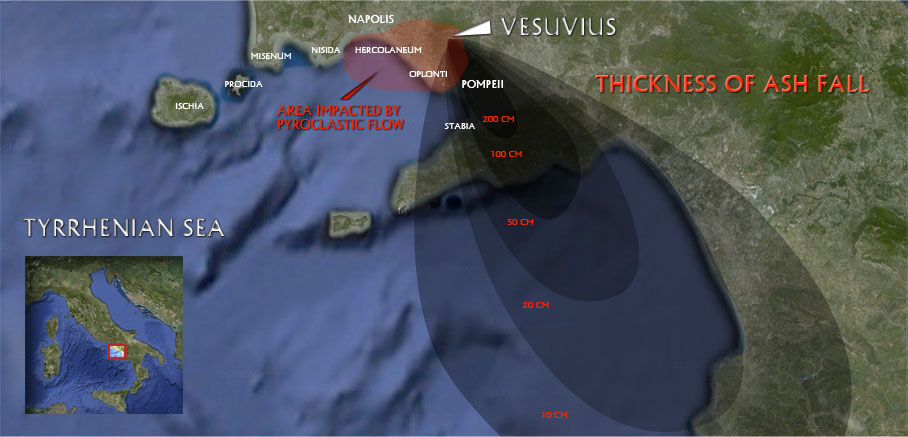 NAPOLIS
VESUVIUS
MISENUM
NISIDA
HERCOLANEUM
OPLONTI
POMPEII
PROCIDA
ISCHIA
THICKNESS OF ASH FALL
AREA IMPACTED BY
PYROCLASTIC FLOW
STABIA
200 CM
100 CM
50 CM
TYRRHENIAN SEA
20 CM
10 CM